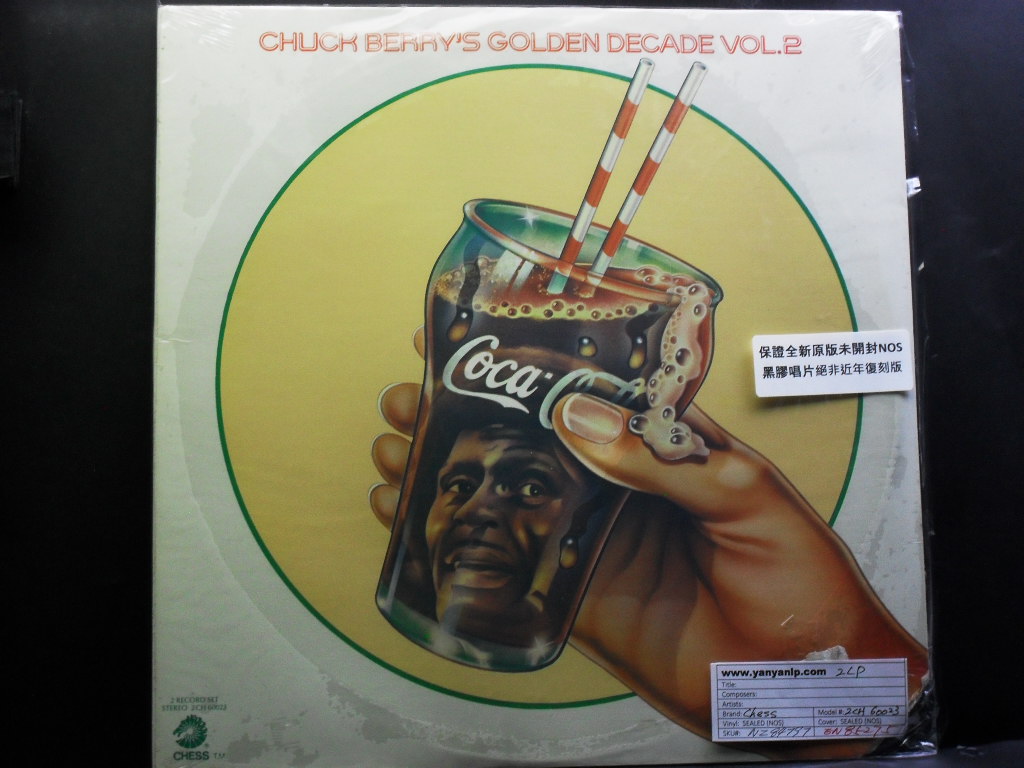 CHUCK BERRY'S GOLDEN DECADE VOL.2
Coca-C
保證全新原版未開封NOS
黑膠唱片絕非近年復刻版
www.yanyanlp.com 2LP
Title:
Composers:
Artists:
Brand: Chess Model #: 2CH 60023
Vinyl: SEALED (NOS) Cover: SEALED (NOS)
SKU#:
2 RECORD SET
STEREO 2CH 60023
CHESS TM